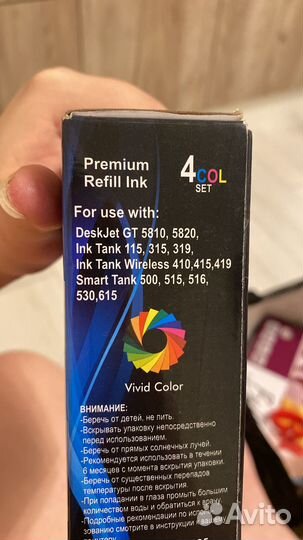 Premium
Refill Ink
4COL
SET
For use with:
DeskJet GT 5810, 5820,
Ink Tank 115, 315, 319,
Ink Tank Wireless 410,415,419
Smart Tank 500, 515, 516,
530,615
Vivid Color
ВНИМАНИЕ:
-Беречь от детей, не пить.
-Вскрывать упаковку непосредственно
перед использованием.
-Беречь от прямых солнечных лучей.
-Рекомендуется использовать в течении
6 месяцев с момента вскрытия упаковки.
-Беречь от существенных перепадов
температуры после вскрытия.
-При попадании в глаза промыть большим
количеством воды и обратиться к врачу.
-Подробные рекомендации по
смотрите в инструкции к вашему
Avito